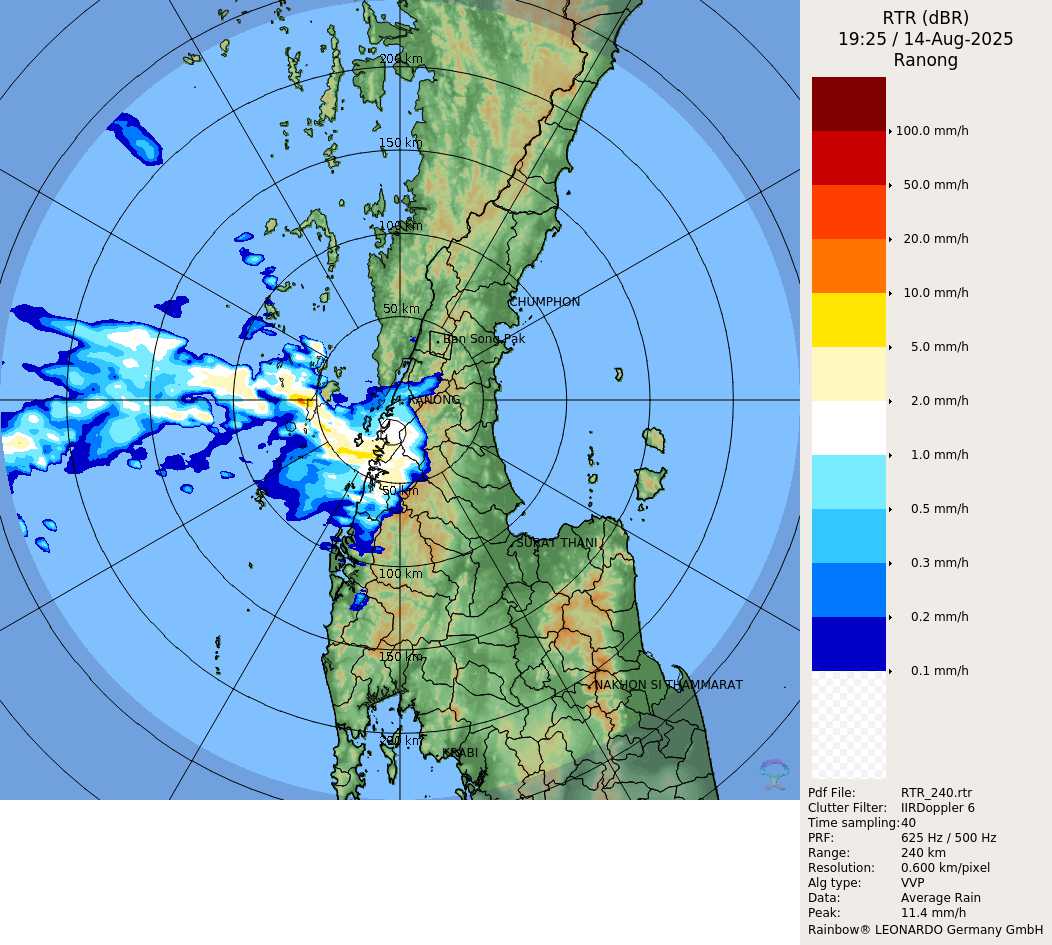 RTR (dBR)
19:25 / 14-Aug-2025
Ranong
200 km
150 km
100 km
50 km
CHUMPHON
Ban Song Pak
RANONG
50 km
SURAT THANI
100 km
150 km
NAKHON SI THAMMARAT
200 km
KRABI
100.0 mm/h
50.0 mm/h
20.0 mm/h
10.0 mm/h
5.0 mm/h
2.0 mm/h
1.0 mm/h
0.5 mm/h
0.3 mm/h
0.2 mm/h
0.1 mm/h
Pdf File: RTR_240.rtr
Clutter Filter: IIRDoppler 6
Time sampling:40
PRF: 625 Hz / 500 Hz
Range: 240 km
Resolution: 0.600 km/pixel
Alg type: VVP
Data: Average Rain
Peak: 11.4 mm/h
Rainbow® LEONARDO Germany GmbH